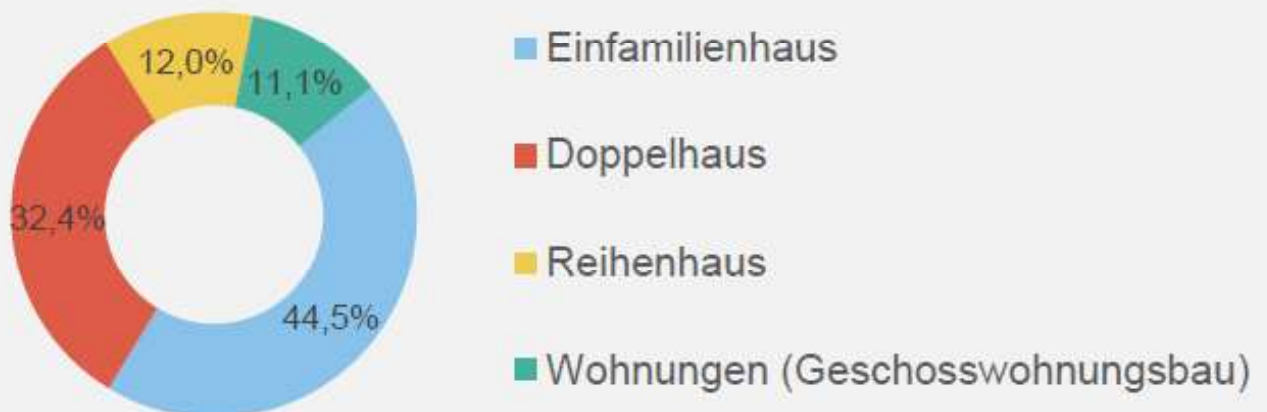 12,0%
11,1%
32,4%
44,5%
Einfamilienhaus
Doppelhaus
Reihenhaus
Wohnungen (Geschosswohnungsbau)